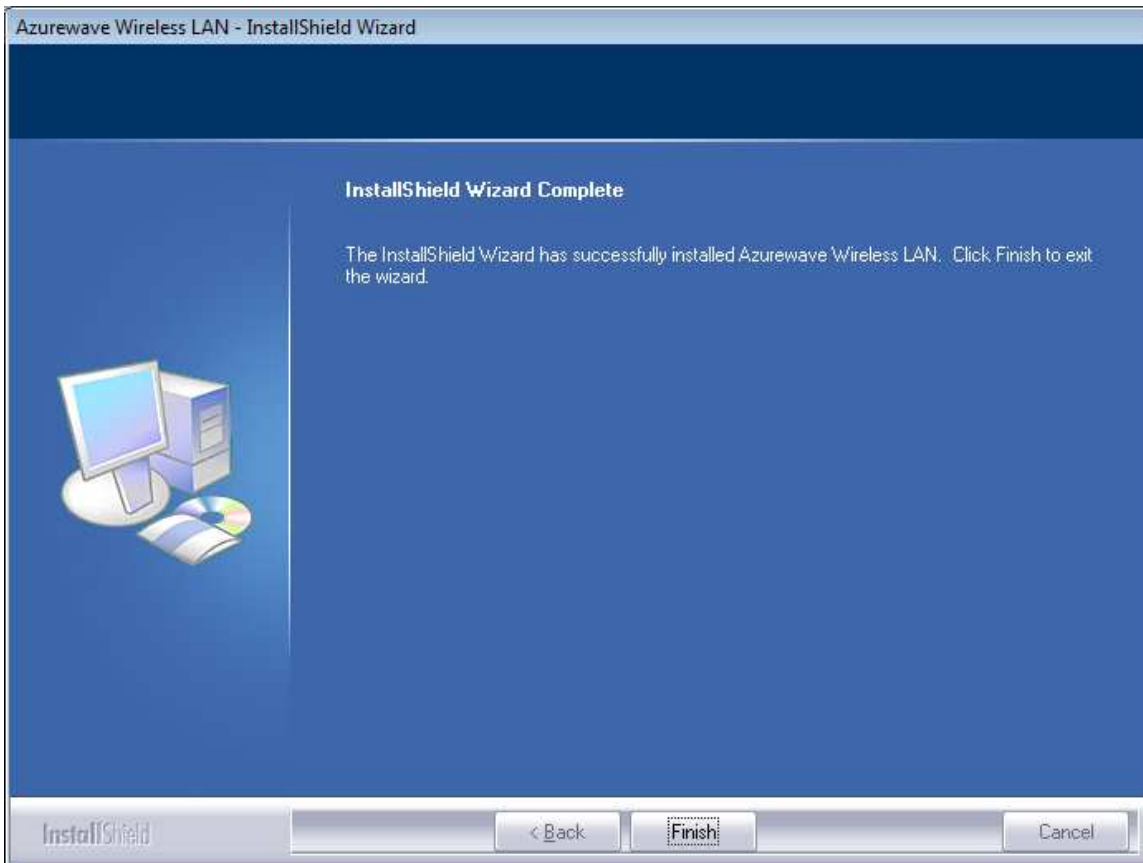 Azurewave Wireless LAN - InstallShield Wizard
InstallShield Wizard Complete
The InstallShield Wizard has successfully installed Azurewave Wireless LAN. Click Finish to exit
the wizard.
InstallShield
< Back
Finish
Cancel